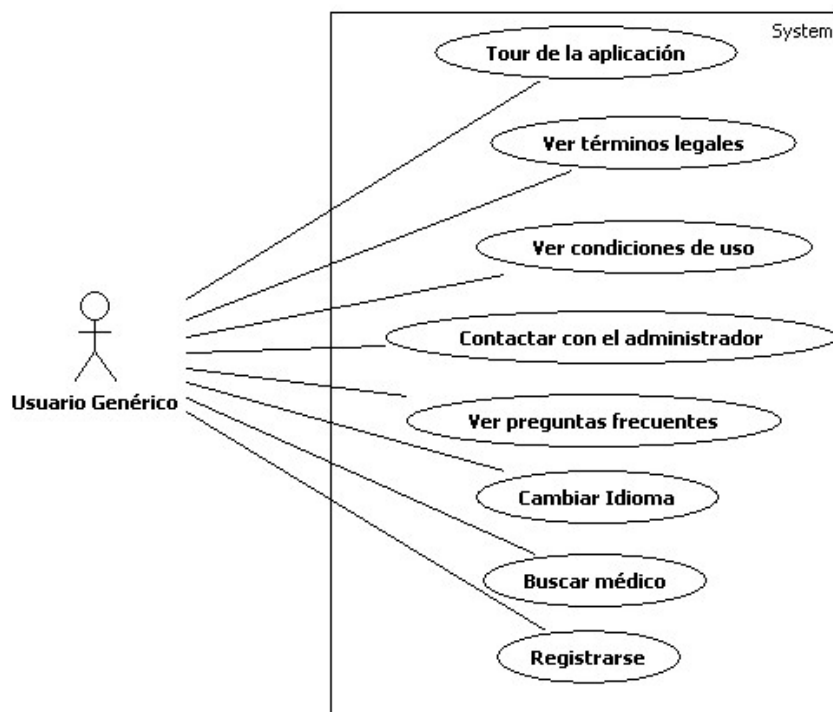 System
Tour de la aplicación
Ver términos legales
Ver condiciones de uso
Contactar con el administrador
Usuario Genérico
Ver preguntas frecuentes
Cambiar Idioma
Buscar médico
Registrarse